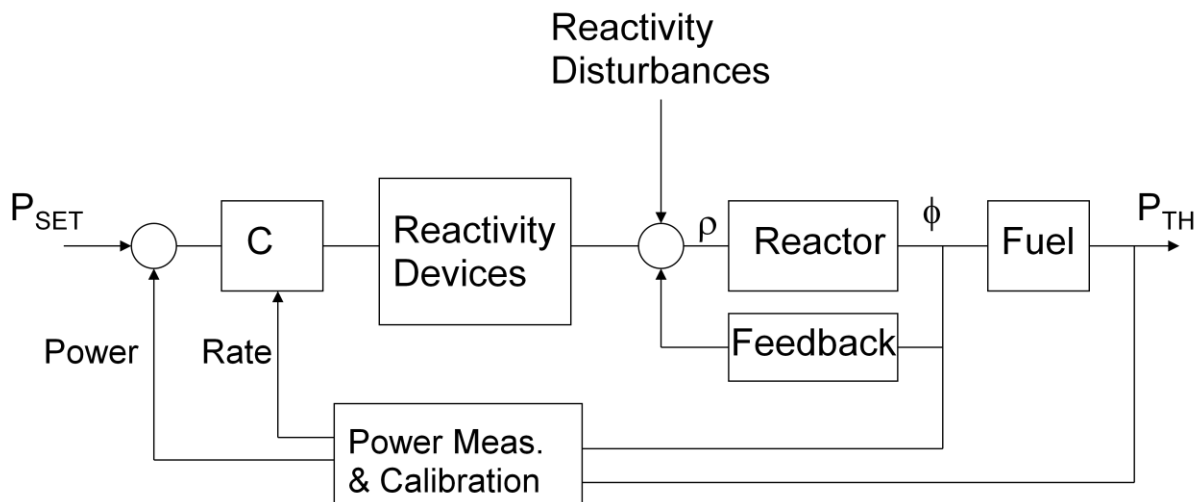 Reactivity
Disturbances
P_SET
C
Reactivity
Devices
ρ
Reactor
ϕ
Fuel
P_TH
Power
Rate
Feedback
Power Meas.
& Calibration